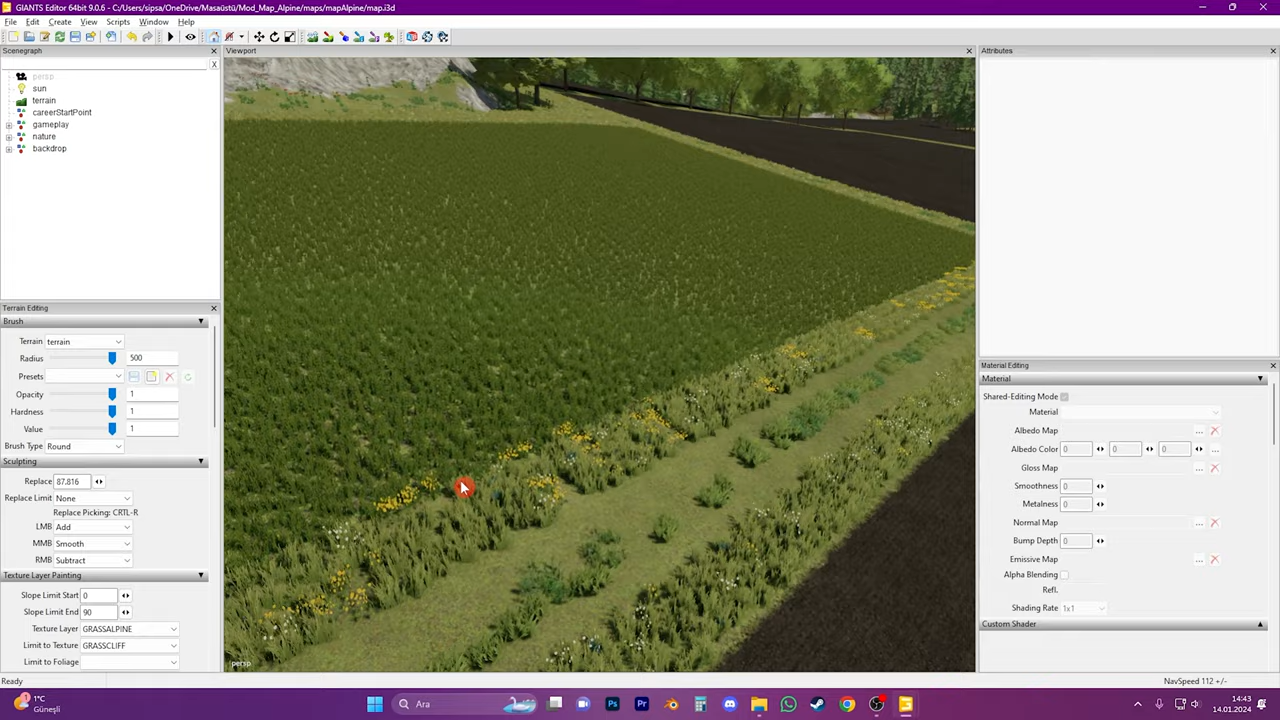 GIANTS Editor 64bit 9.0.6 - C:/Users/sipsa/OneDrive/Masaüstü/Mod_Map_Alpine/maps/mapAlpine/map.i3d
File Edit Create View Scripts Window Help
Scenegraph
X
persp
sun
terrain
careerStartPoint
gameplay
nature
backdrop
Terrain Editing
Brush
Terrain terrain
Radius 500
Presets
Opacity 1
Hardness 1
Value 1
Brush Type Round
Sculpting
Replace 87.816
Replace Limit None
Replace Picking: CRTL-R
LMB Add
MMB Smooth
RMB Subtract
Texture Layer Painting
Slope Limit Start 0
Slope Limit End 90
Texture Layer GRASSALPINE
Limit to Texture GRASSCLIFF
Limit to Foliage
Viewport
persp
Attributes
Material Editing
Material
Shared-Editing Mode
Material
Albedo Map ...
Albedo Color 0 0 0 ...
Gloss Map ...
Smoothness 0
Metalness 0
Normal Map ...
Bump Depth 0
Emissive Map ...
Alpha Blending
Refl.
Shading Rate 1x1
Custom Shader
Ready
NavSpeed 112 +/-
1°C
Güneşli
Ara
14:43
14.01.2024